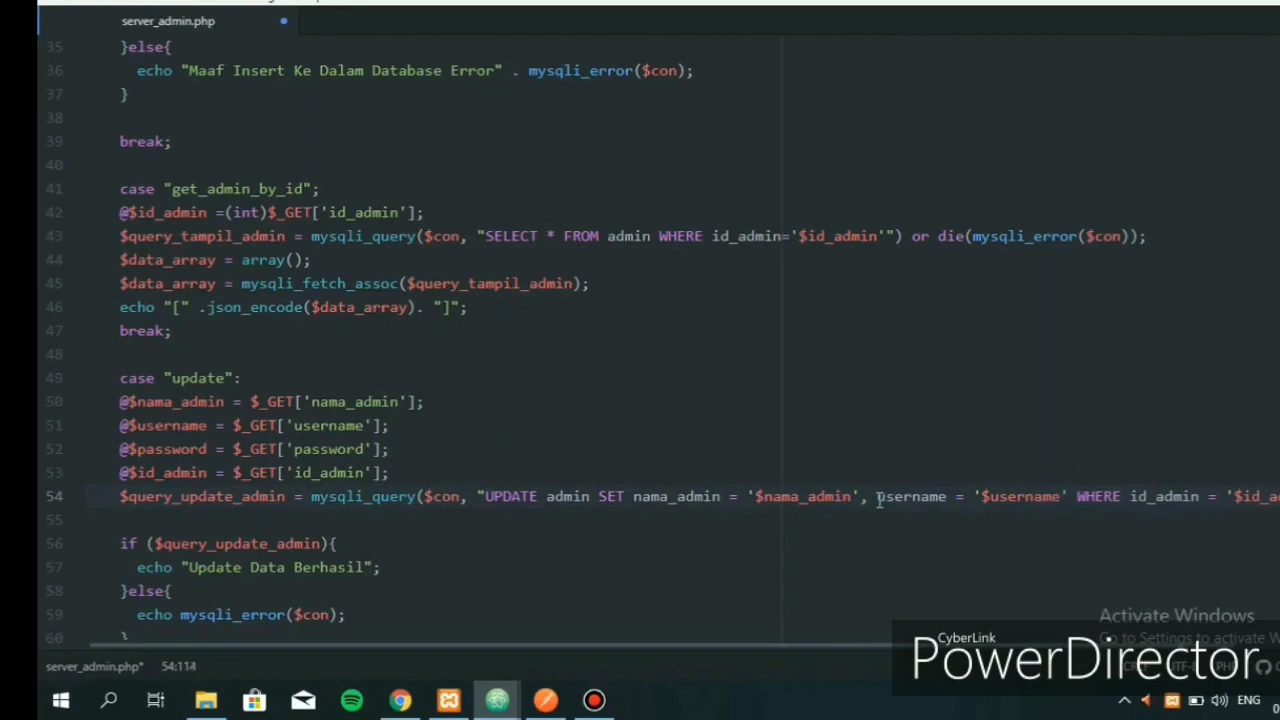 server_admin.php
35 }else{
36 echo "Maaf Insert Ke Dalam Database Error" . mysqli_error($con);
37 }
38
39 break;
40
41 case "get_admin_by_id";
42 @$id_admin =(int)$_GET['id_admin'];
43 $query_tampil_admin = mysqli_query($con, "SELECT * FROM admin WHERE id_admin='$id_admin'") or die(mysqli_error($con));
44 $data_array = array();
45 $data_array = mysqli_fetch_assoc($query_tampil_admin);
46 echo "[" .json_encode($data_array). "]";
47 break;
48
49 case "update":
50 @$nama_admin = $_GET['nama_admin'];
51 @$username = $_GET['username'];
52 @$password = $_GET['password'];
53 @$id_admin = $_GET['id_admin'];
54 $query_update_admin = mysqli_query($con, "UPDATE admin SET nama_admin = '$nama_admin', username = '$username' WHERE id_admin = '$id_a
55
56 if ($query_update_admin){
57 echo "Update Data Berhasil";
58 }else{
59 echo mysqli_error($con);
60 }
Activate Windows
Go to Settings to activate W
CyberLink
PowerDirector
server_admin.php* 54:114
ENG